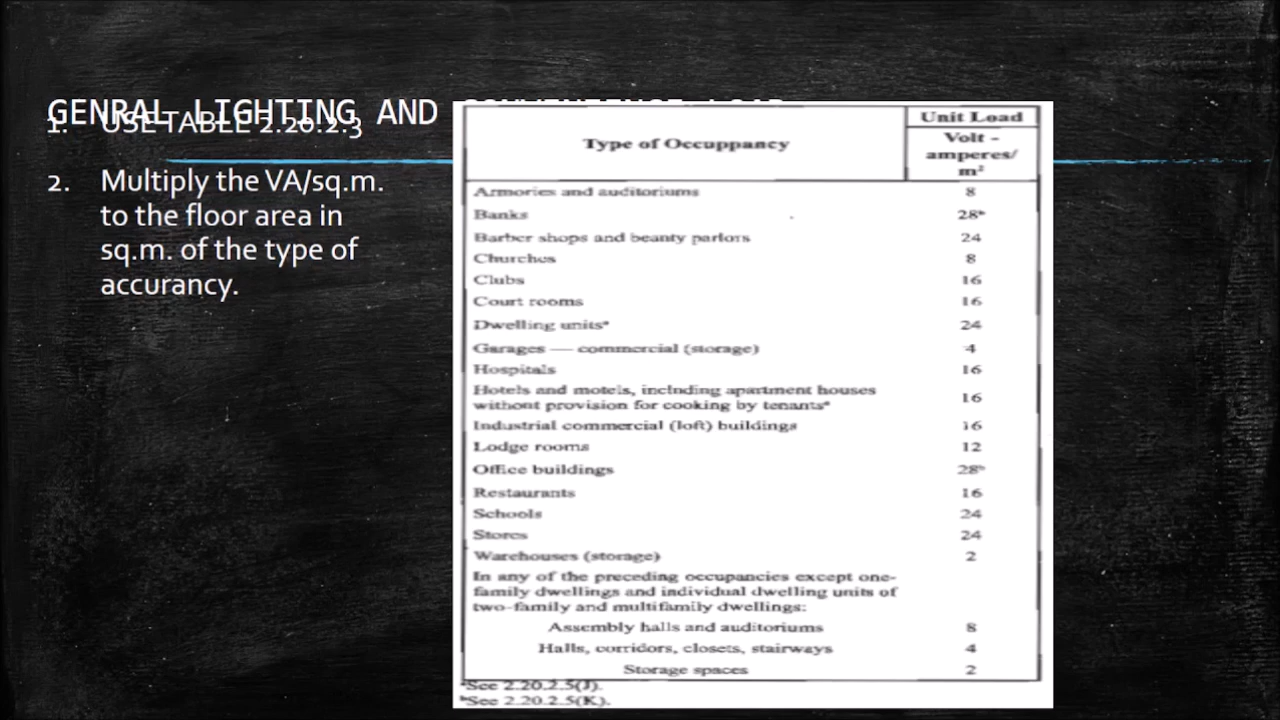 GENRAL LIGHTING AND
1. USE TABLE 2.20.2.3
2. Multiply the VA/sq.m.
to the floor area in
sq.m. of the type of
accurancy.
Type of Occuppancy
Unit Load
Volt -
amperes/
m²
Armories and auditoriums 8
Banks 28ᵇ
Barber shops and beauty parlors 24
Churches 8
Clubs 16
Court rooms 16
Dwelling unitsᵃ 24
Garages — commercial (storage) 4
Hospitals 16
Hotels and motels, including apartment houses
without provision for cooking by tenantsᵃ 16
Industrial commercial (loft) buildings 16
Lodge rooms 12
Office buildings 28ᵇ
Restaurants 16
Schools 24
Stores 24
Warehouses (storage) 2
In any of the preceding occupancies except one-
family dwellings and individual dwelling units of
two-family and multifamily dwellings:
Assembly halls and auditoriums 8
Halls, corridors, closets, stairways 4
Storage spaces 2
ᵃSee 2.20.2.5(J).
ᵇSee 2.20.2.5(K).